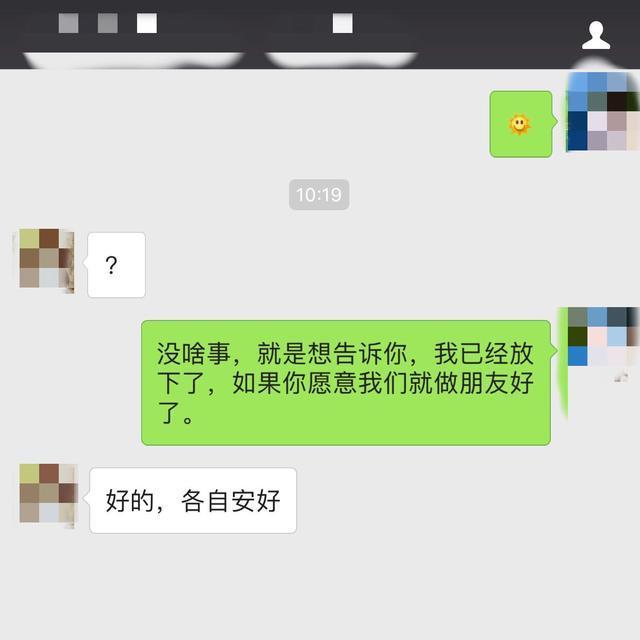 10:19
?
没啥事，就是想告诉你，我已经放
下了，如果你愿意我们就做朋友好
了。
好的，各自安好